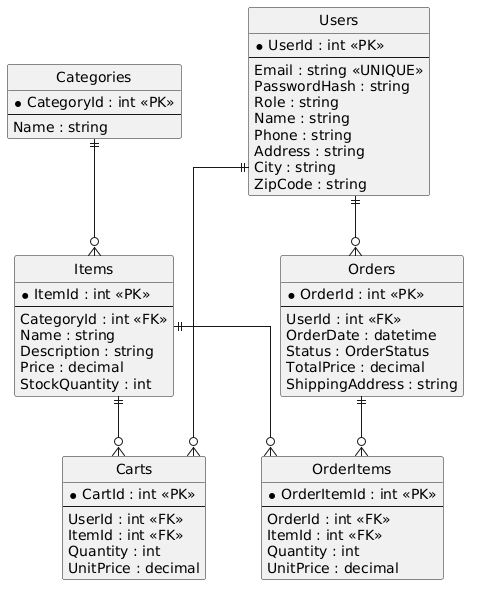 Users
UserId : int «PK»
Email : string «UNIQUE»
PasswordHash : string
Role : string
Name : string
Phone : string
Address : string
City : string
ZipCode : string
Categories
CategoryId : int «PK»
Name : string
Items
ItemId : int «PK»
CategoryId : int «FK»
Name : string
Description : string
Price : decimal
StockQuantity : int
Orders
OrderId : int «PK»
UserId : int «FK»
OrderDate : datetime
Status : OrderStatus
TotalPrice : decimal
ShippingAddress : string
Carts
CartId : int «PK»
UserId : int «FK»
ItemId : int «FK»
Quantity : int
UnitPrice : decimal
OrderItems
OrderItemId : int «PK»
OrderId : int «FK»
ItemId : int «FK»
Quantity : int
UnitPrice : decimal